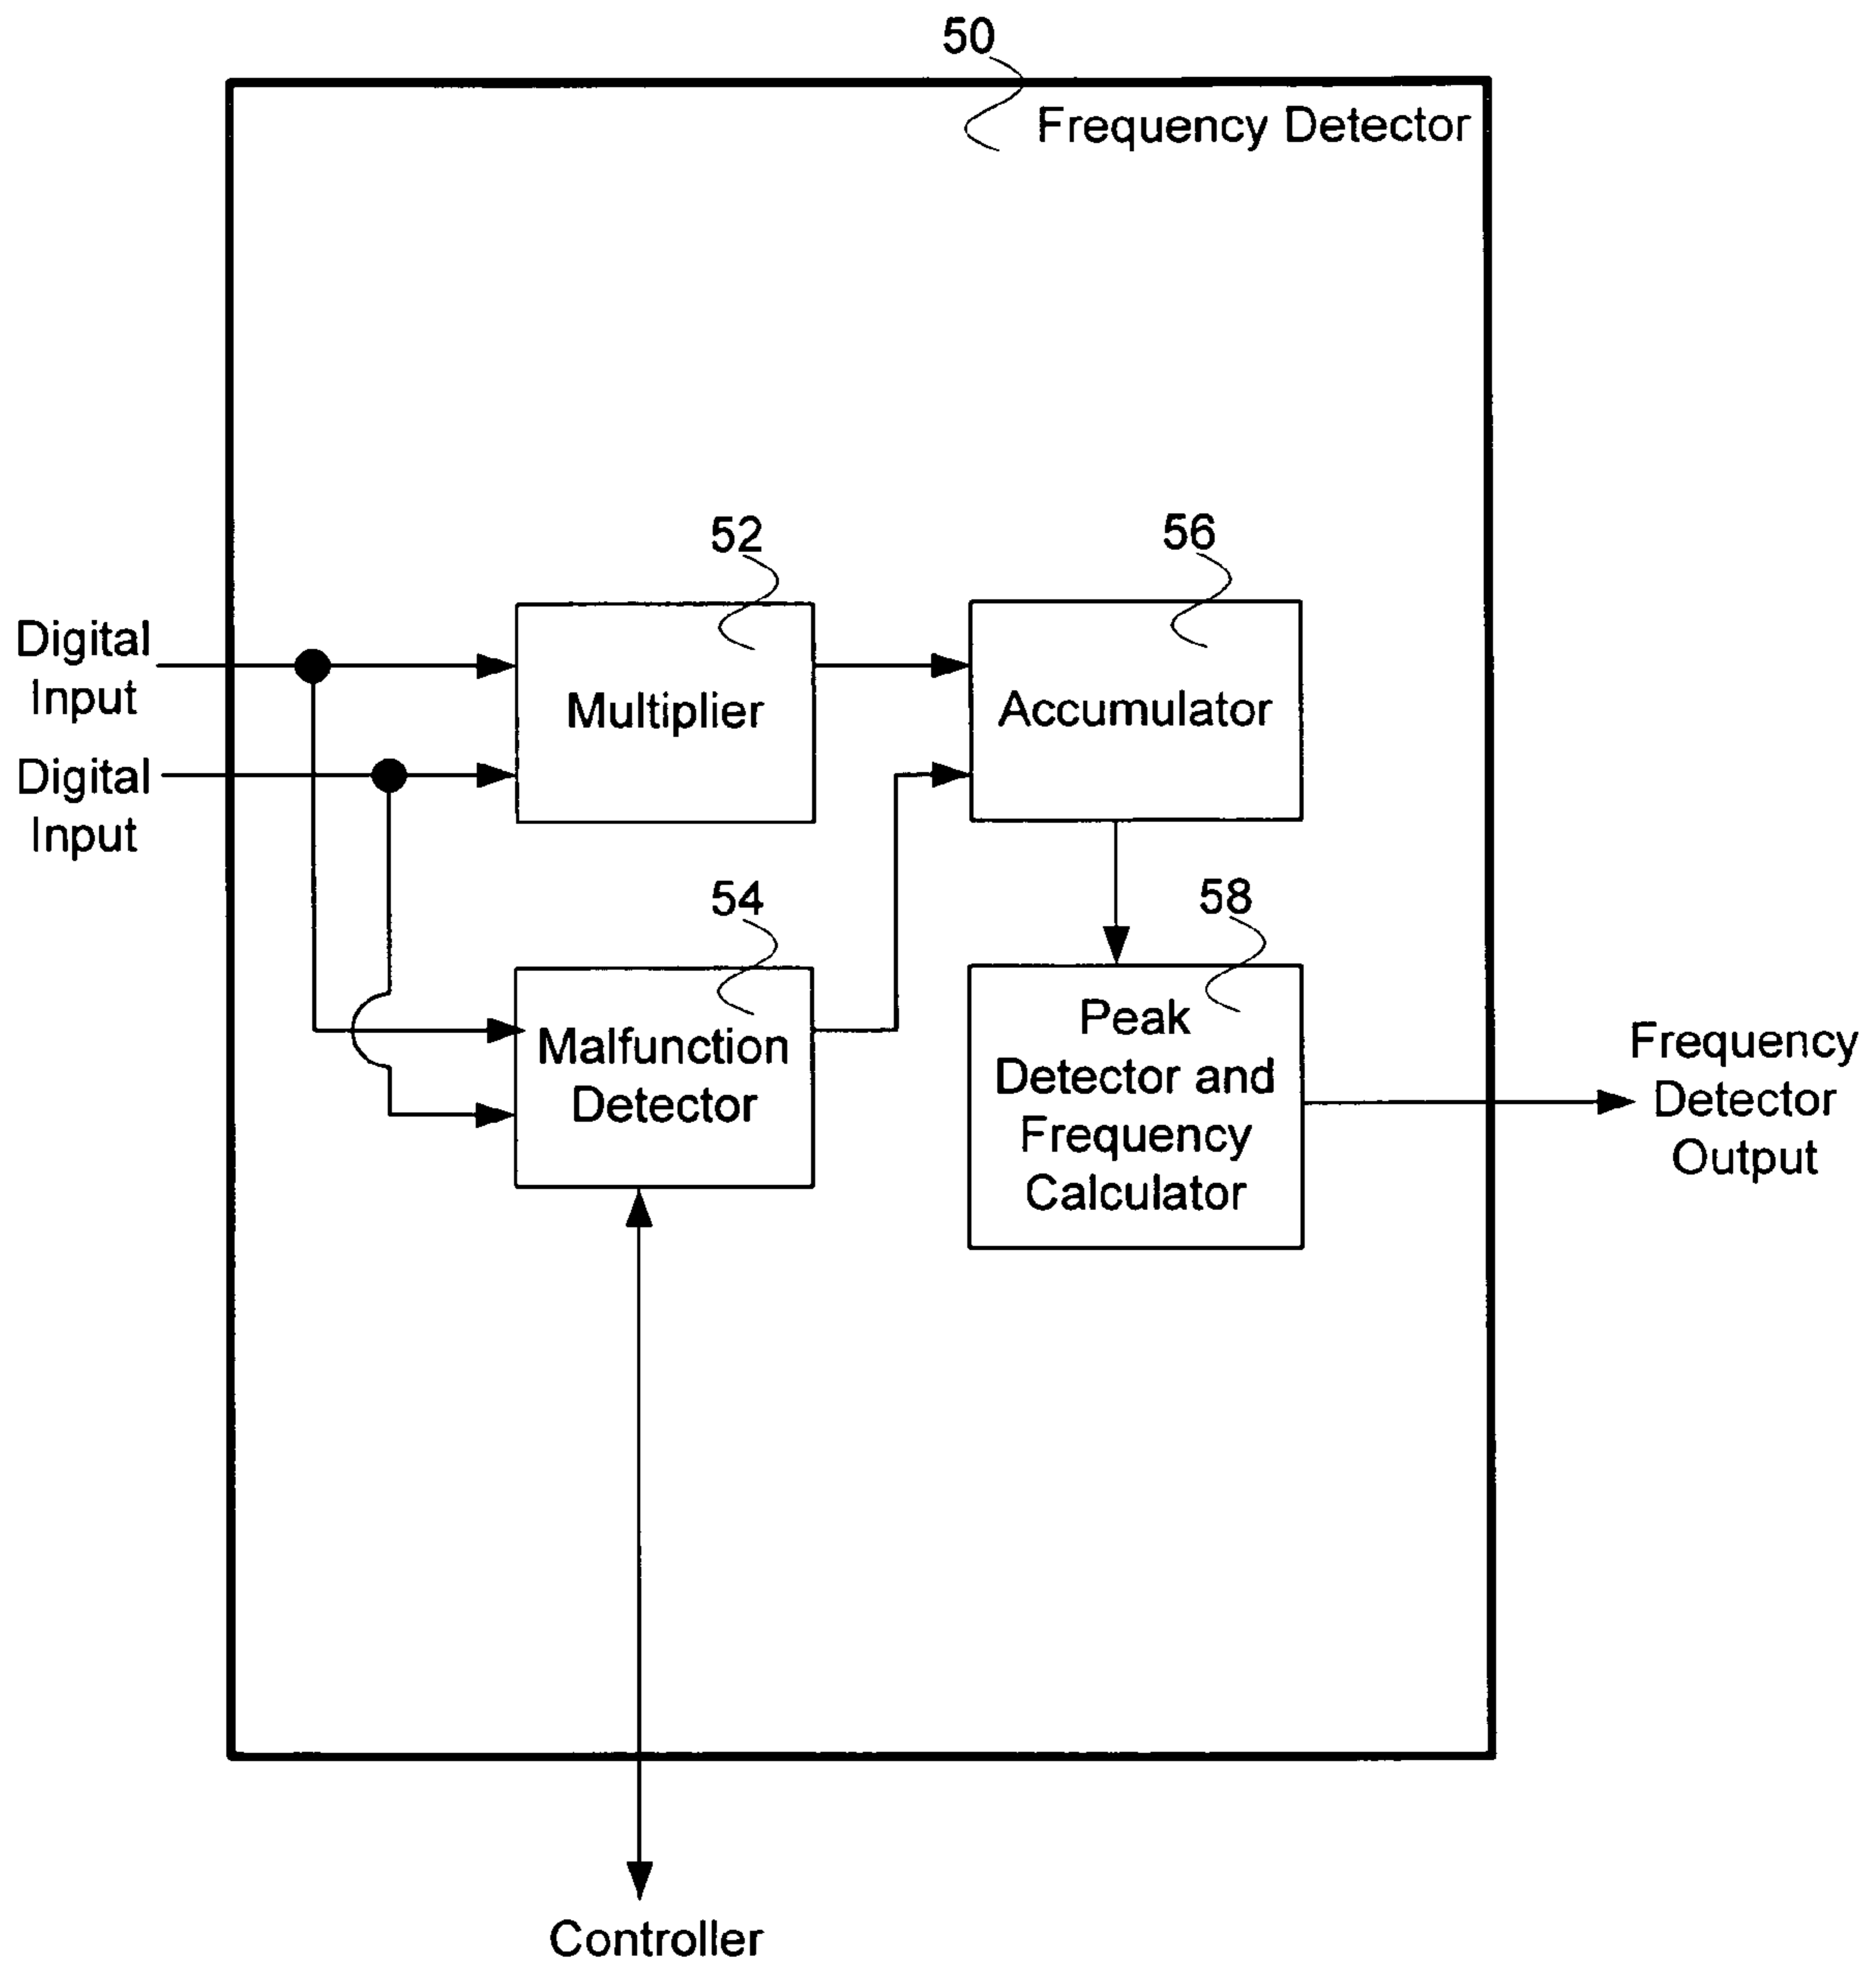 50
Frequency Detector
52
56
Digital
Input
Multiplier
Accumulator
Digital
Input
54
58
Malfunction
Detector
Peak
Detector and
Frequency
Calculator
Frequency
Detector
Output
Controller